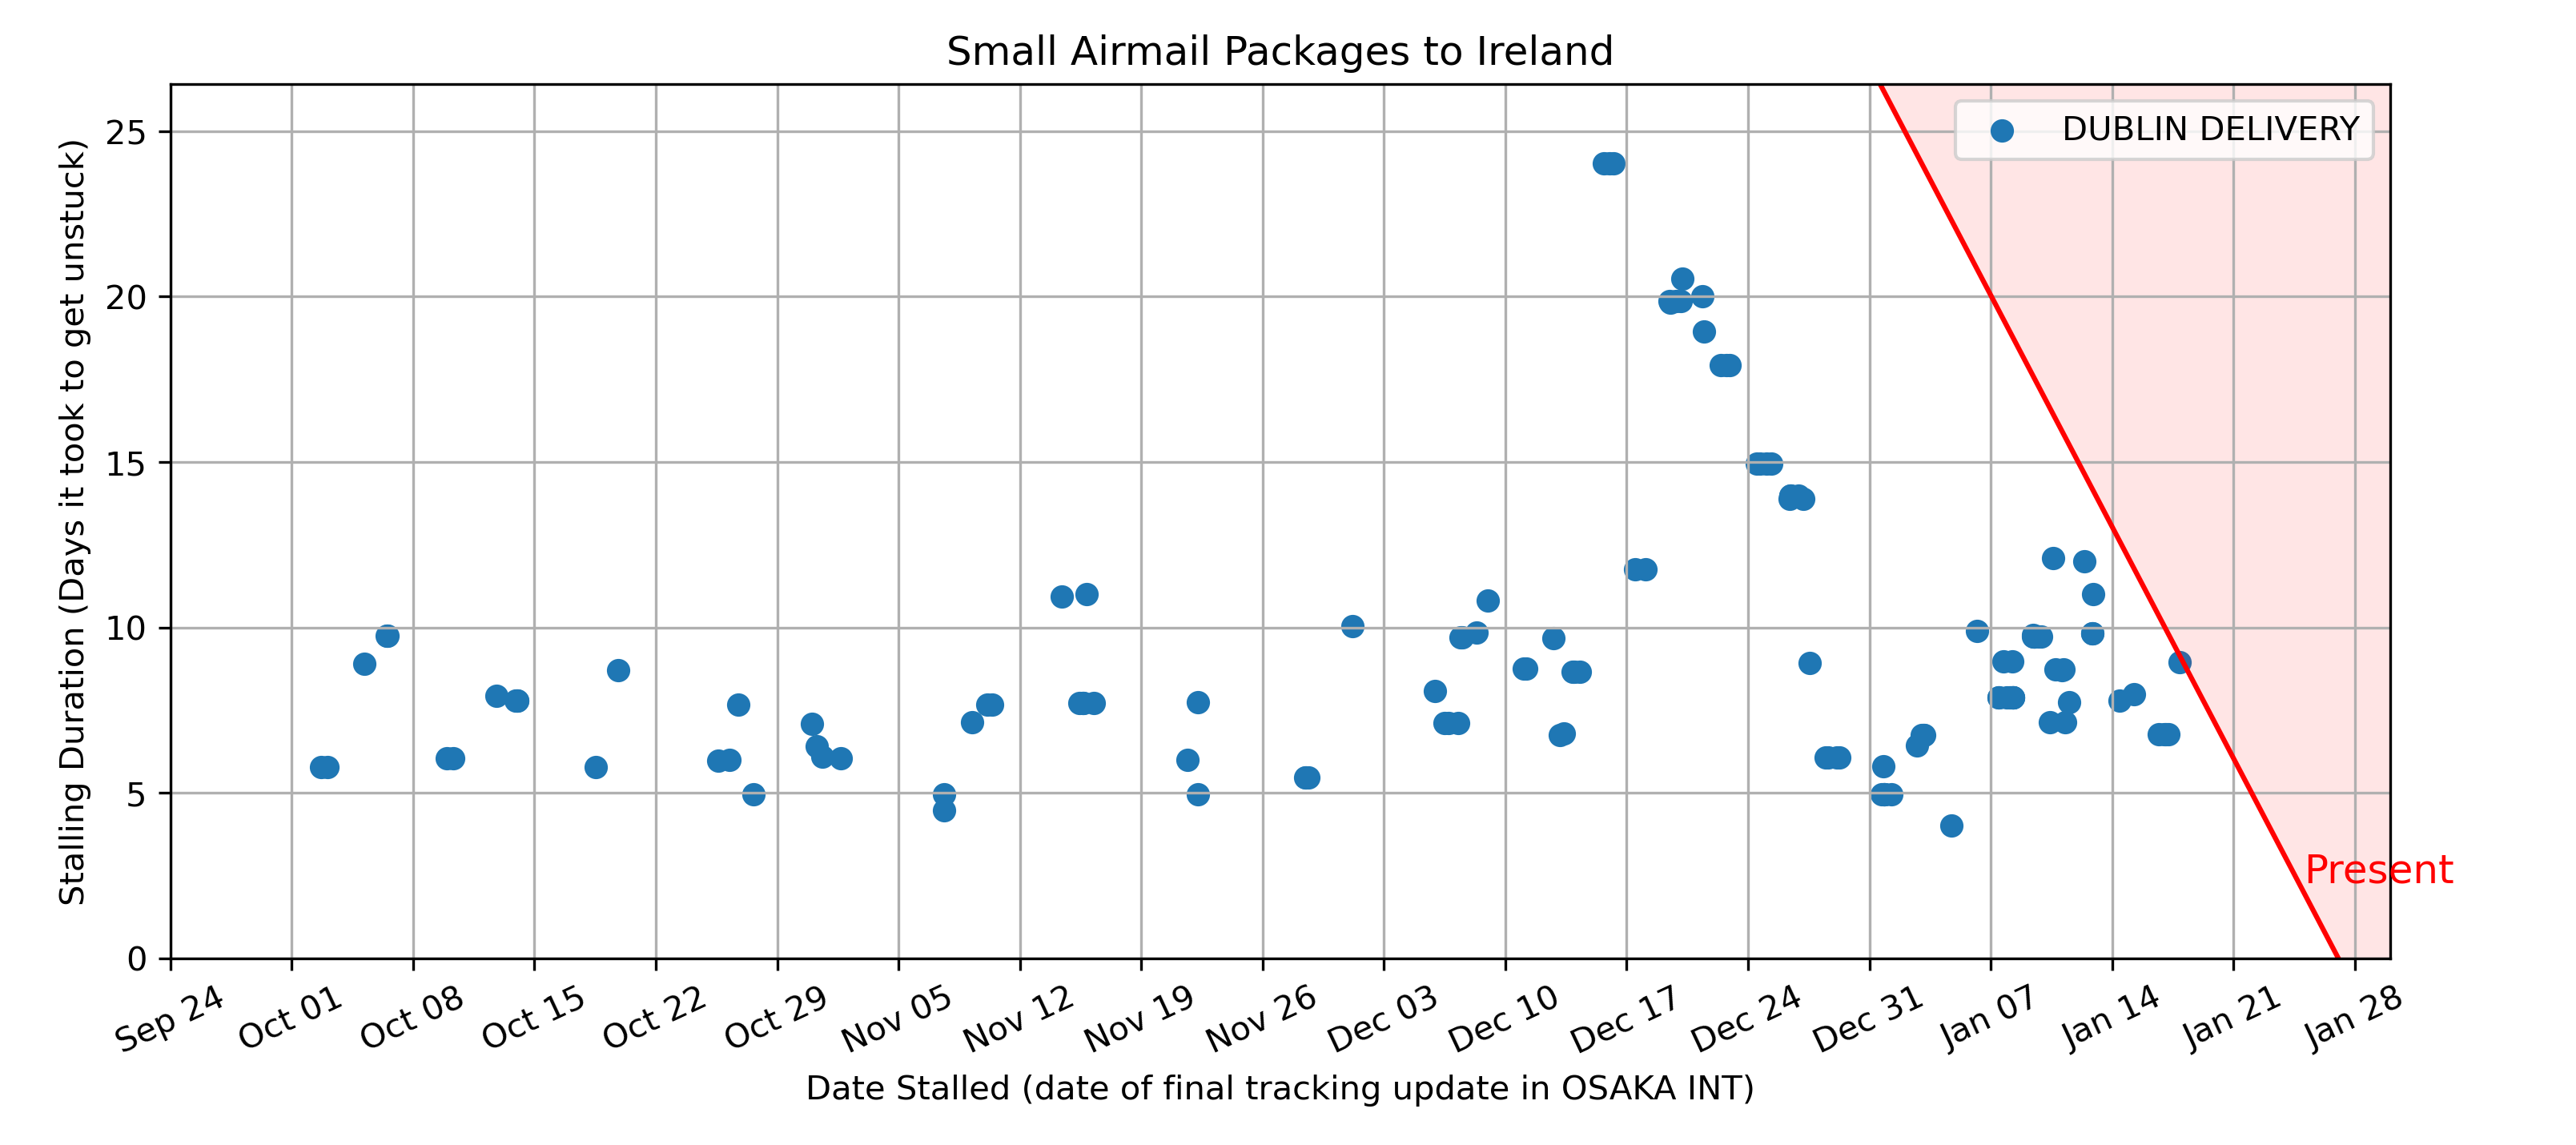 Small Airmail Packages to Ireland
DUBLIN DELIVERY
Stalling Duration (Days it took to get unstuck)
25
20
15
10
5
0
Present
Sep 24
Oct 01
Oct 08
Oct 15
Oct 22
Oct 29
Nov 05
Nov 12
Nov 19
Nov 26
Dec 03
Dec 10
Dec 17
Dec 24
Dec 31
Jan 07
Jan 14
Jan 21
Jan 28
Date Stalled (date of final tracking update in OSAKA INT)